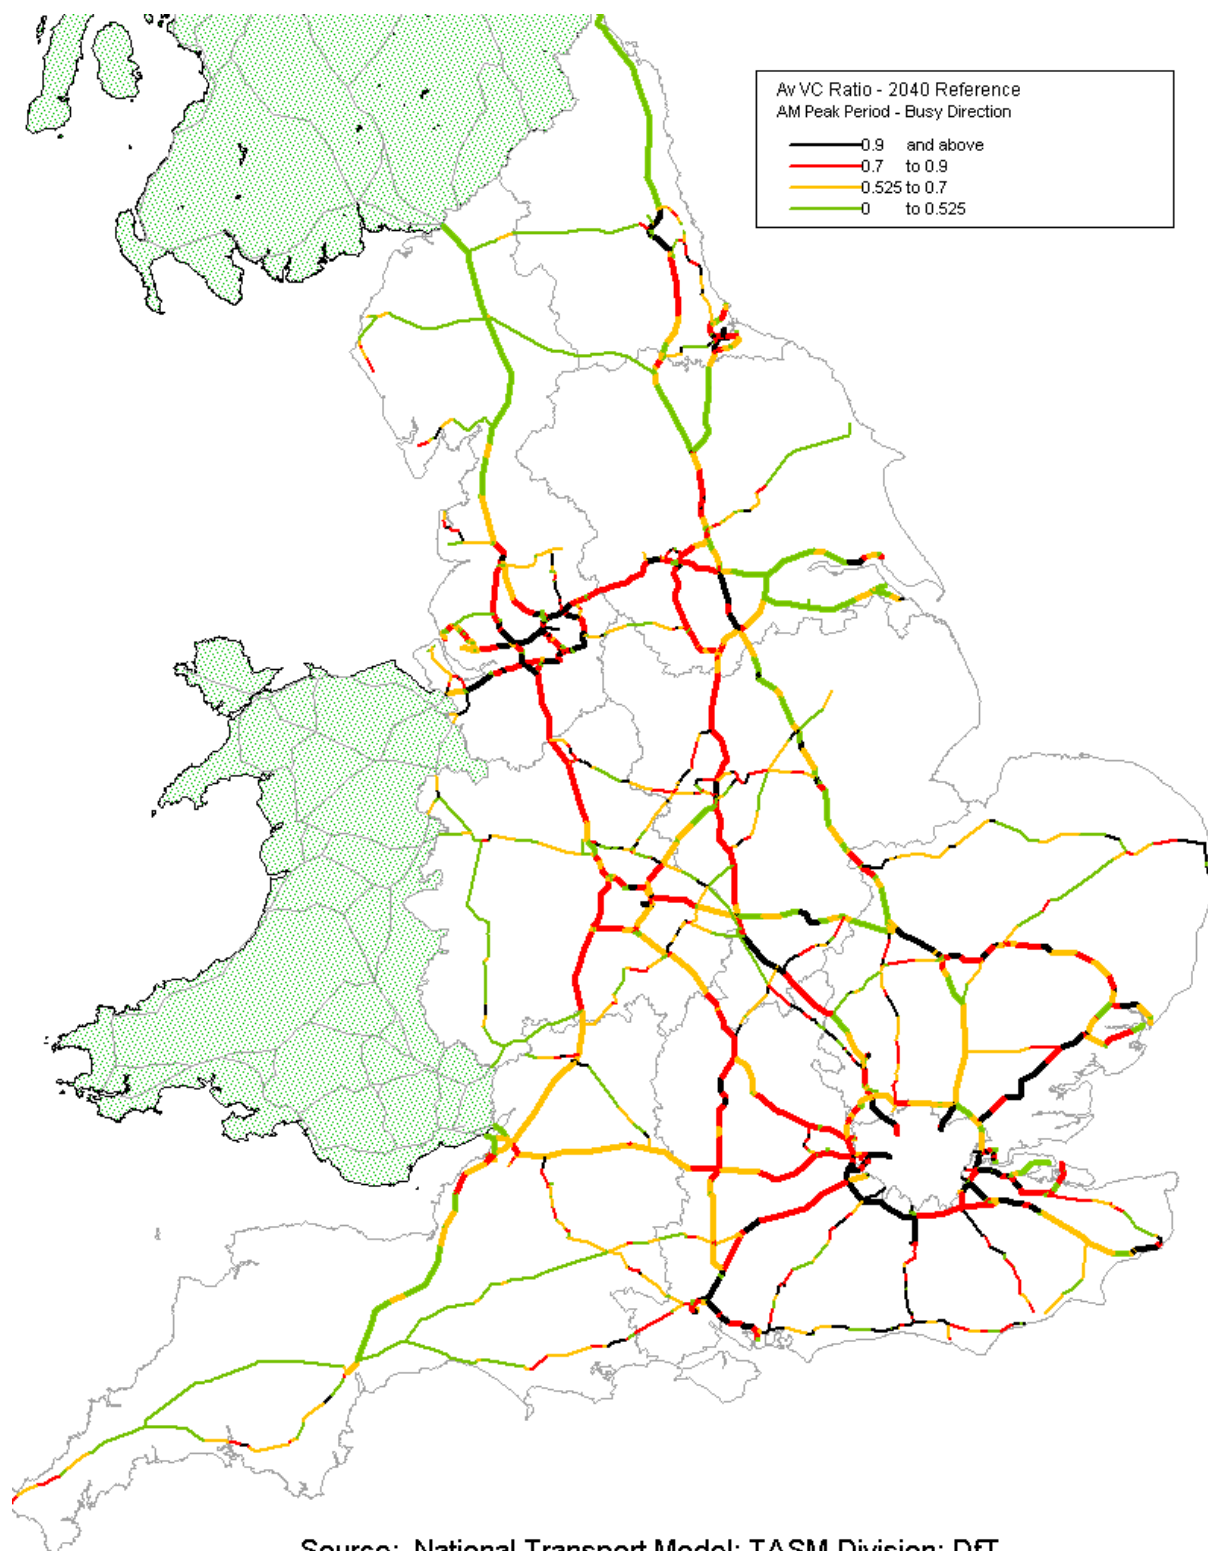 Av VC Ratio - 2040 Reference
AM Peak Period - Busy Direction
0.9 and above
0.7 to 0.9
0.525 to 0.7
0 to 0.525
Source: National Transport Model: TASM Division: DfT